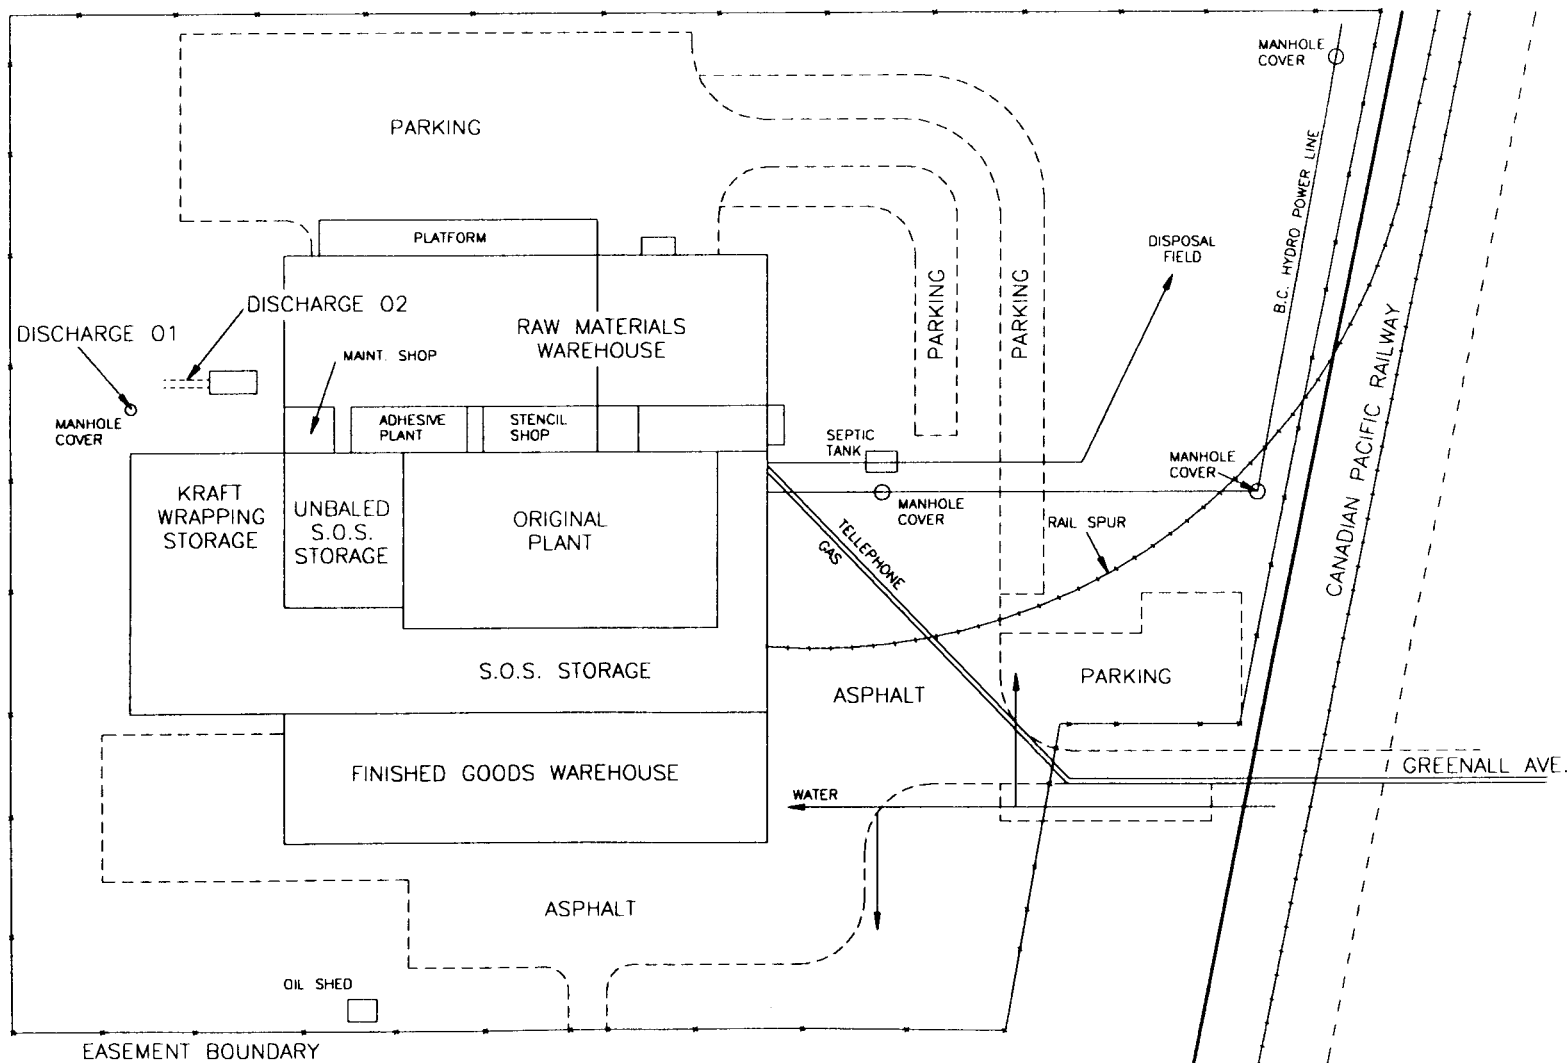 MANHOLE
COVER
PARKING
B.C. HYDRO POWER LINE
PLATFORM
DISPOSAL
FIELD
DISCHARGE 02
DISCHARGE 01
RAW MATERIALS
WAREHOUSE
PARKING
PARKING
MAINT. SHOP
CANADIAN PACIFIC RAILWAY
MANHOLE
COVER
ADHESIVE
PLANT
STENCIL
SHOP
SEPTIC
TANK
MANHOLE
COVER
KRAFT
WRAPPING
STORAGE
UNBALED
S.O.S.
STORAGE
ORIGINAL
PLANT
MANHOLE
COVER
TELLEPHONE
GAS
RAIL SPUR
S.O.S. STORAGE
ASPHALT
PARKING
FINISHED GOODS WAREHOUSE
GREENALL AVE.
WATER
ASPHALT
OIL SHED
EASEMENT BOUNDARY